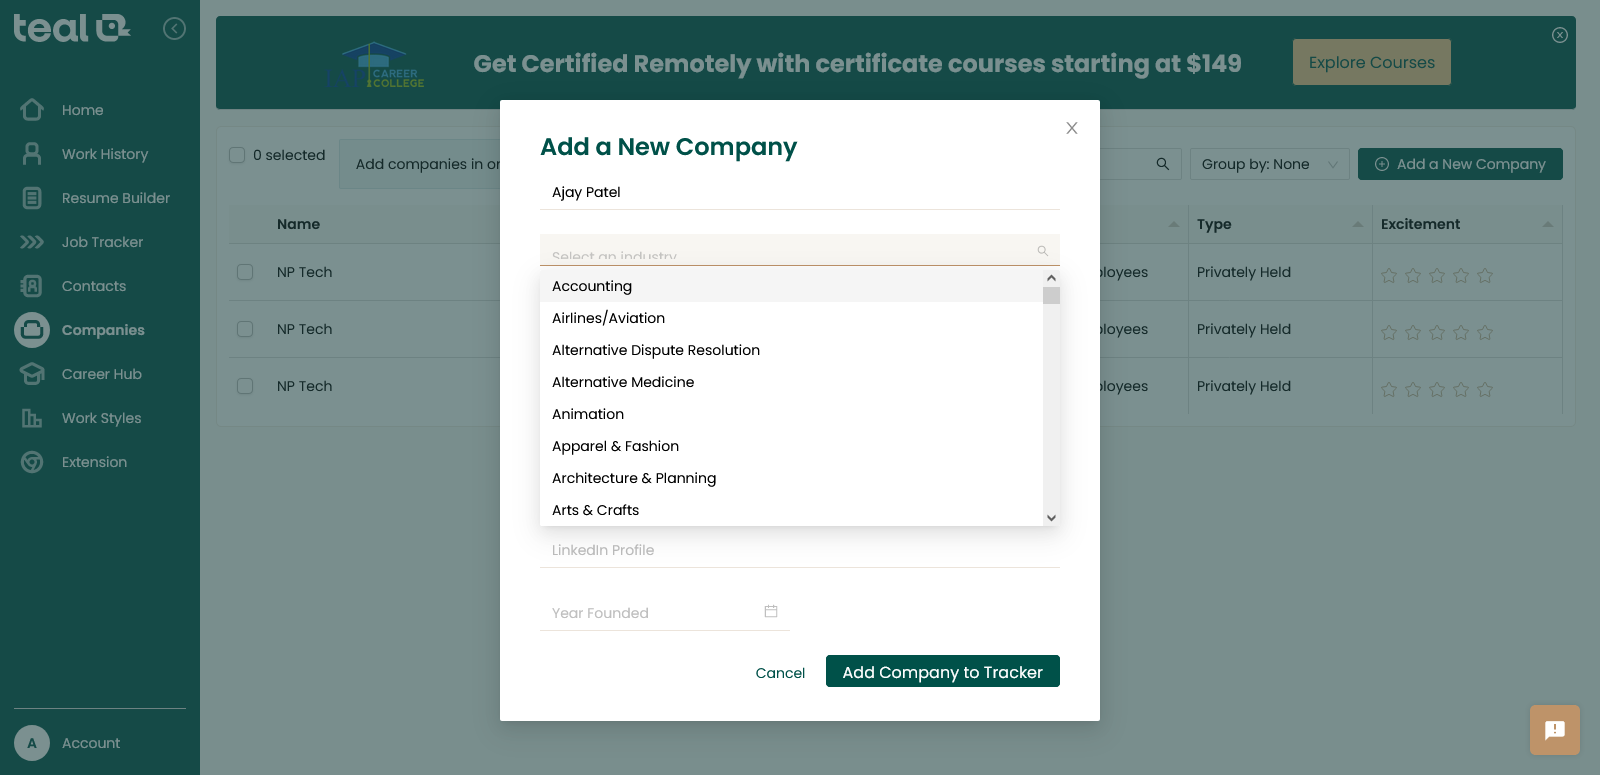 teal
Home
Work History
Resume Builder
Job Tracker
Contacts
Companies
Career Hub
Work Styles
Extension
A Account
CAREER
COLLEGE
Get Certified Remotely with certificate courses starting at $149
Explore Courses
0 selected
Add companies in or
Group by: None
Add a New Company
Name
Type
Excitement
NP Tech
ployees
Privately Held
NP Tech
ployees
Privately Held
NP Tech
ployees
Privately Held
Add a New Company
Ajay Patel
Select an industry
Accounting
Airlines/Aviation
Alternative Dispute Resolution
Alternative Medicine
Animation
Apparel & Fashion
Architecture & Planning
Arts & Crafts
LinkedIn Profile
Year Founded
Cancel
Add Company to Tracker